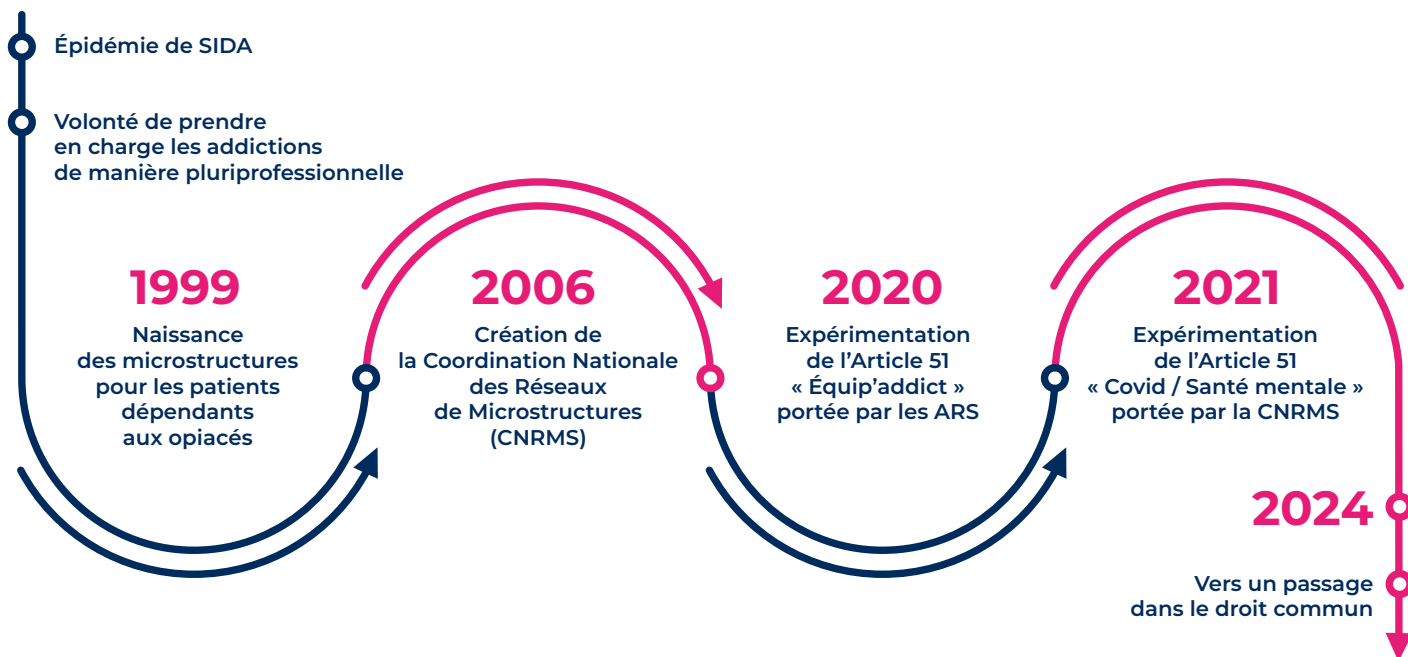 Épidémie de SIDA
Volonté de prendre
en charge les addictions
de manière pluriprofessionnelle
1999
Naissance
des microstructures
pour les patients
dépendants
aux opiacés
2006
Création de
la Coordination Nationale
des Réseaux
de Microstructures
(CNRMS)
2020
Expérimentation
de l’Article 51
« Équip’addict »
portée par les ARS
2021
Expérimentation
de l’Article 51
« Covid / Santé mentale »
portée par la CNRMS
2024
Vers un passage
dans le droit commun